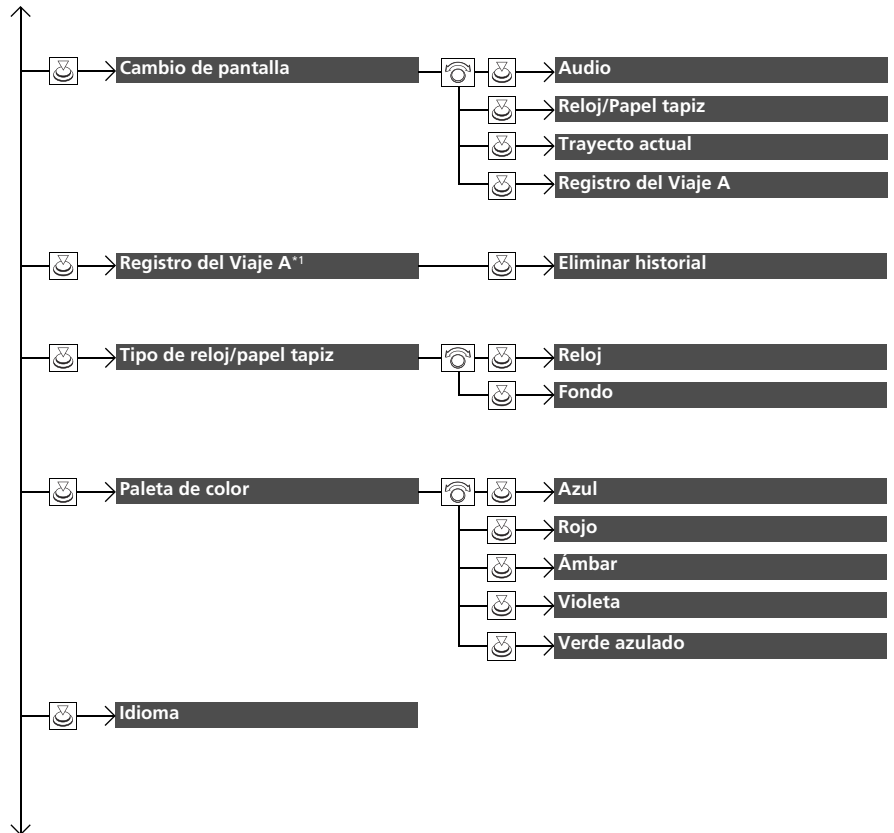 Cambio de pantalla
Audio
Reloj/Papel tapiz
Trayecto actual
Registro del Viaje A
Registro del Viaje A*1
Eliminar historial
Tipo de reloj/papel tapiz
Reloj
Fondo
Paleta de color
Azul
Rojo
Ámbar
Violeta
Verde azulado
Idioma